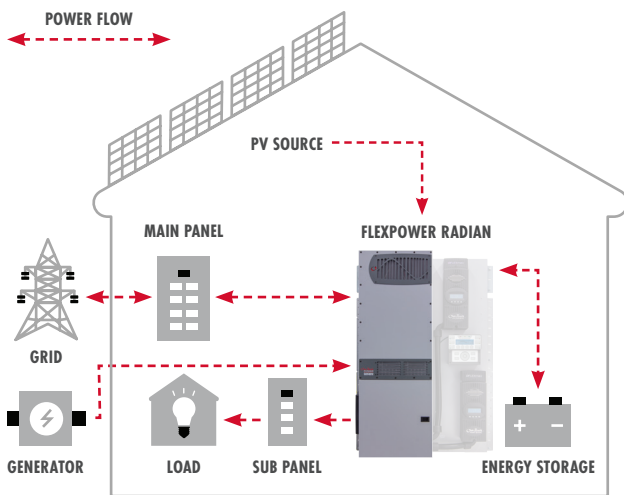 POWER FLOW
PV SOURCE
MAIN PANEL
FLEXPOWER RADIAN
GRID
GENERATOR
LOAD
SUB PANEL
ENERGY STORAGE
+ −